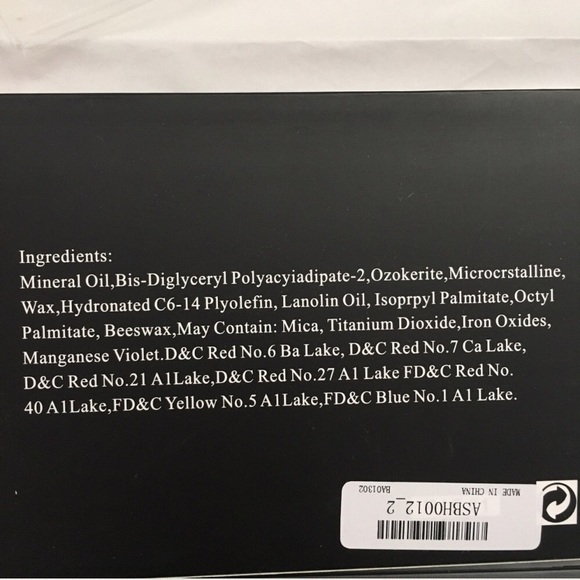 Ingredients:
Mineral Oil,Bis-Diglyceryl Polyacyiadipate-2,Ozokerite,Microcrstalline,
Wax,Hydronated C6-14 Plyolefin, Lanolin Oil, Isoprpyl Palmitate,Octyl
Palmitate, Beeswax,May Contain: Mica, Titanium Dioxide,Iron Oxides,
Manganese Violet.D&C Red No.6 Ba Lake, D&C Red No.7 Ca Lake,
D&C Red No.21 A1Lake,D&C Red No.27 A1 Lake FD&C Red No.
40 A1Lake,FD&C Yellow No.5 A1Lake,FD&C Blue No.1 A1 Lake.
ASBH0012_2
MADE IN CHINA BA01302